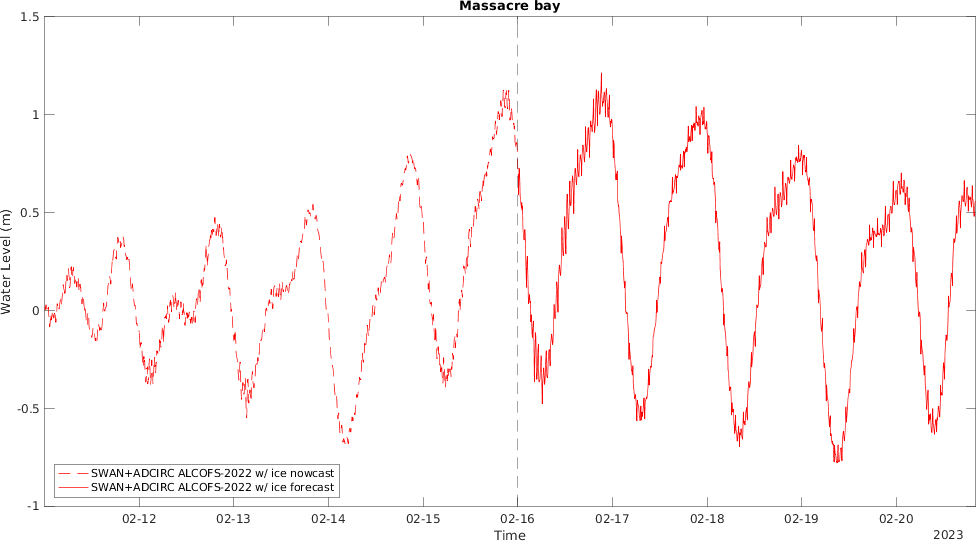 Massacre bay
1.5
1
0.5
0
-0.5
-1
Water Level (m)
SWAN+ADCIRC ALCOFS-2022 w/ ice nowcast
SWAN+ADCIRC ALCOFS-2022 w/ ice forecast
02-12 02-13 02-14 02-15 02-16 02-17 02-18 02-19 02-20
Time
2023